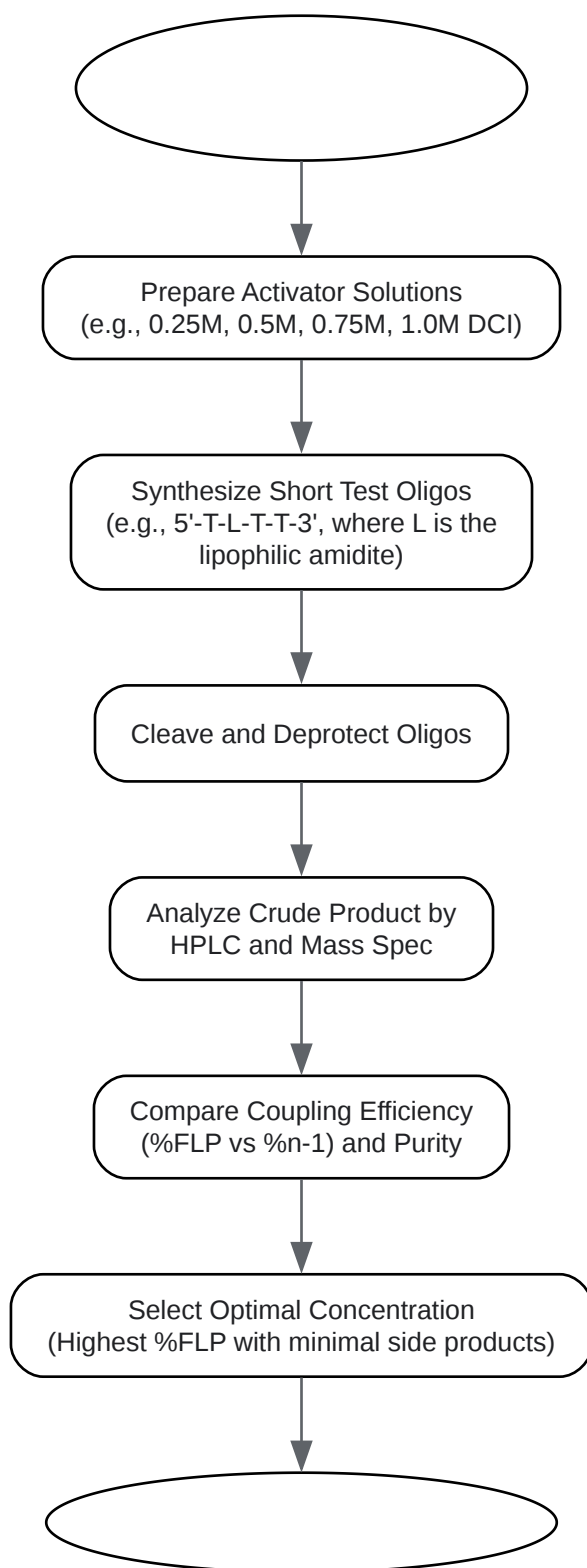 Prepare Activator Solutions
(e.g., 0.25M, 0.5M, 0.75M, 1.0M DCI)
Synthesize Short Test Oligos
(e.g., 5'-T-L-T-T-3', where L is the
lipophilic amidite)
Cleave and Deprotect Oligos
Analyze Crude Product by
HPLC and Mass Spec
Compare Coupling Efficiency
(%FLP vs %n-1) and Purity
Select Optimal Concentration
(Highest %FLP with minimal side products)